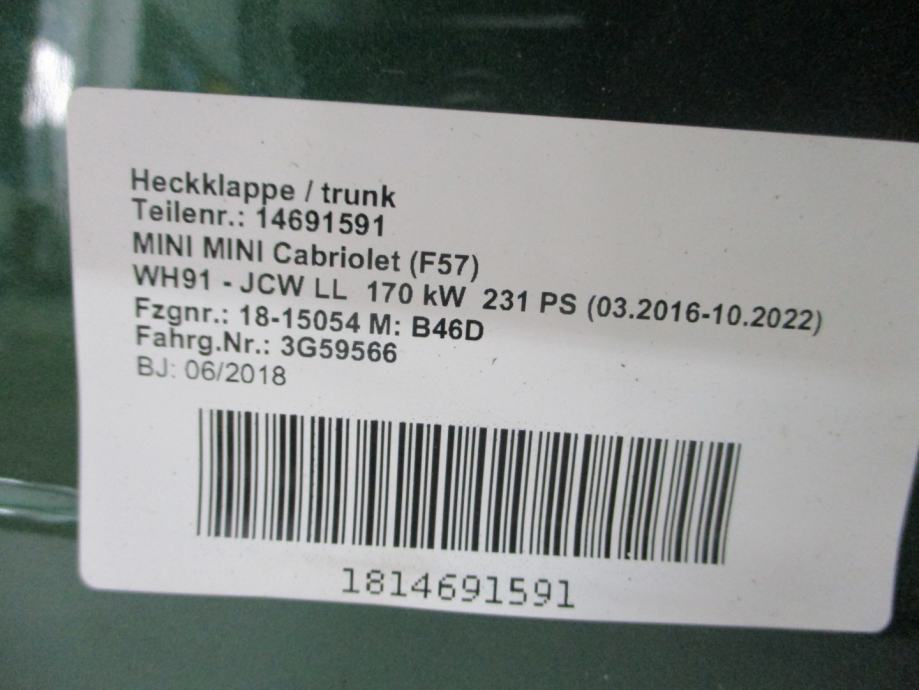 Heckklappe / trunk
Teilenr.: 14691591
MINI MINI Cabriolet (F57)
WH91 - JCW LL 170 kW 231 PS (03.2016-10.2022)
Fzgnr.: 18-15054 M: B46D
Fahrg.Nr.: 3G59566
BJ: 06/2018
1814691591